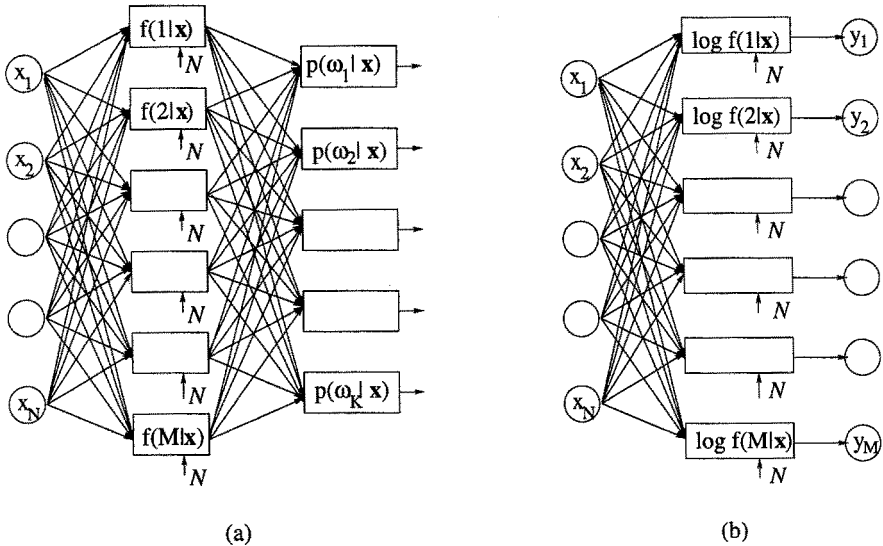 x1
x2
xN
f(1|x)
N
f(2|x)
N
N
N
N
f(M|x)
N
p(ω1|x)
p(ω2|x)
p(ωK|x)
(a)
x1
x2
xN
log f(1|x)
N
log f(2|x)
N
N
N
N
log f(M|x)
N
y1
y2
yM
(b)